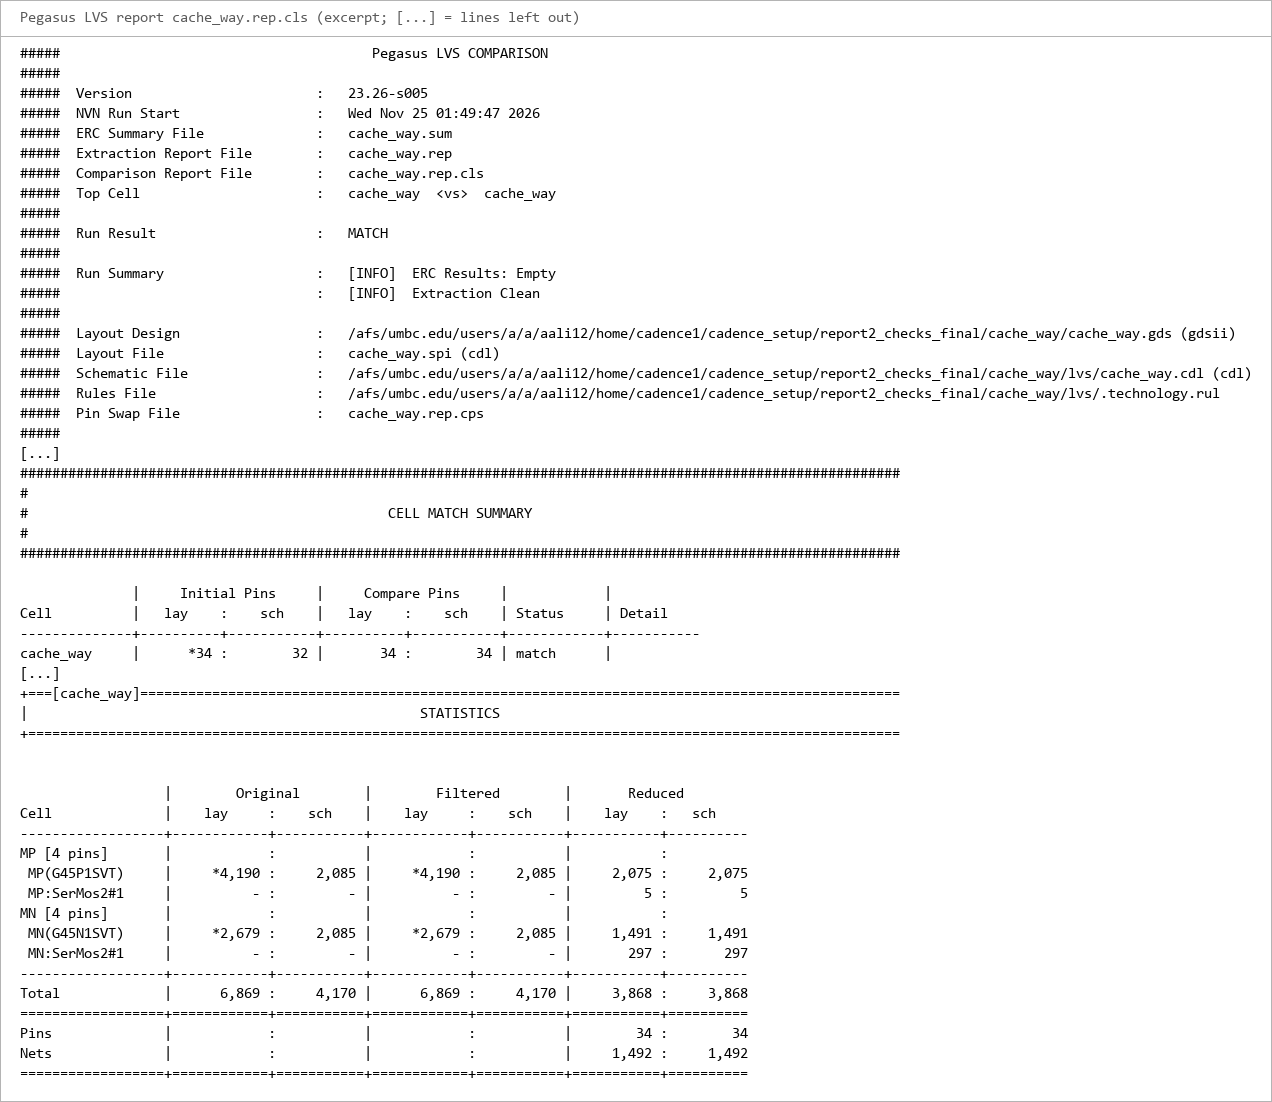 Pegasus LVS report cache_way.rep.cls (excerpt; [...] = lines left out)
#####                                       Pegasus LVS COMPARISON
#####
#####  Version                       :   23.26-s005
#####  NVN Run Start                 :   Wed Nov 25 01:49:47 2026
#####  ERC Summary File              :   cache_way.sum
#####  Extraction Report File        :   cache_way.rep
#####  Comparison Report File        :   cache_way.rep.cls
#####  Top Cell                      :   cache_way  <vs>  cache_way
#####
#####  Run Result                    :   MATCH
#####
#####  Run Summary                   :   [INFO]  ERC Results: Empty
#####                                :   [INFO]  Extraction Clean
#####
#####  Layout Design                 :   /afs/umbc.edu/users/a/a/aali12/home/cadence1/cadence_setup/report2_checks_final/cache_way/cache_way.gds (gdsii)
#####  Layout File                   :   cache_way.spi (cdl)
#####  Schematic File                :   /afs/umbc.edu/users/a/a/aali12/home/cadence1/cadence_setup/report2_checks_final/cache_way/lvs/cache_way.cdl (cdl)
#####  Rules File                    :   /afs/umbc.edu/users/a/a/aali12/home/cadence1/cadence_setup/report2_checks_final/cache_way/lvs/.technology.rul
#####  Pin Swap File                 :   cache_way.rep.cps
#####
[...]
##############################################################################################################
#
#                                             CELL MATCH SUMMARY
#
##############################################################################################################
              |     Initial Pins     |     Compare Pins     |            |
Cell          |   lay    :    sch    |   lay    :    sch    | Status     | Detail
--------------+----------+-----------+----------+-----------+------------+-----------
cache_way     |      *34 :        32 |       34 :        34 | match      |
[...]
+===[cache_way]===============================================================================================
|                                                 STATISTICS
+=============================================================================================================
                  |        Original        |        Filtered        |       Reduced
Cell              |    lay     :    sch    |    lay     :    sch    |    lay    :   sch
------------------+------------+-----------+------------+-----------+-----------+----------
MP [4 pins]       |            :           |            :           |           :
 MP(G45P1SVT)     |     *4,190 :     2,085 |     *4,190 :     2,085 |     2,075 :     2,075
 MP:SerMos2#1     |          - :         - |          - :         - |         5 :         5
MN [4 pins]       |            :           |            :           |           :
 MN(G45N1SVT)     |     *2,679 :     2,085 |     *2,679 :     2,085 |     1,491 :     1,491
 MN:SerMos2#1     |          - :         - |          - :         - |       297 :       297
------------------+------------+-----------+------------+-----------+-----------+----------
Total             |      6,869 :     4,170 |      6,869 :     4,170 |     3,868 :     3,868
==================+============+===========+============+===========+===========+==========
Pins              |            :           |            :           |        34 :        34
Nets              |            :           |            :           |     1,492 :     1,492
==================+============+===========+============+===========+===========+==========